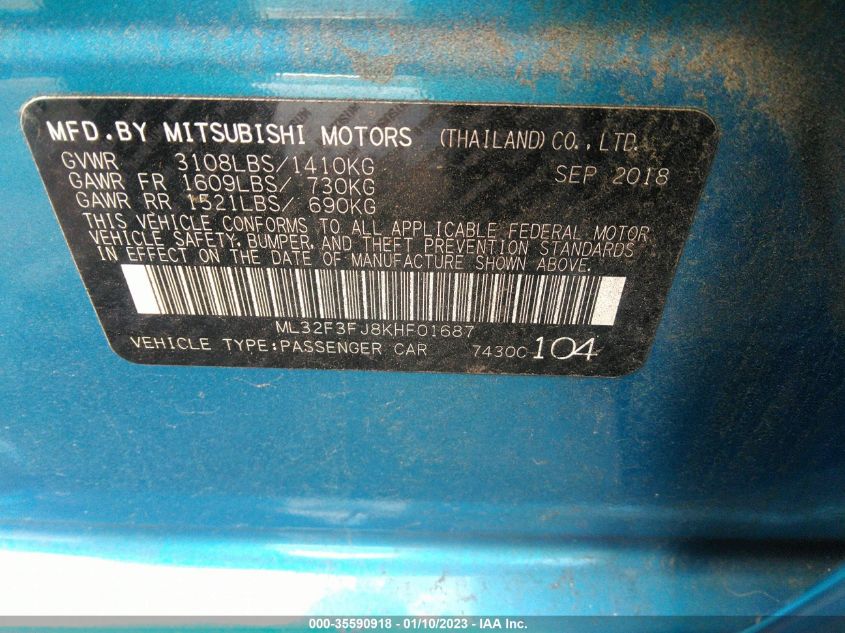 MFD.BY MITSUBISHI MOTORS (THAILAND) CO., LTD.
GVWR 3108LBS/1410KG SEP 2018
GAWR FR 1609LBS/ 730KG
GAWR RR 1521LBS/ 690KG
THIS VEHICLE CONFORMS TO ALL APPLICABLE FEDERAL MOTOR
VEHICLE SAFETY, BUMPER, AND THEFT PREVENTION STANDARDS
IN EFFECT ON THE DATE OF MANUFACTURE SHOWN ABOVE.
ML32F3FJ8KHF01687
VEHICLE TYPE:PASSENGER CAR 7430C 104
000-35590918 - 01/10/2023 - IAA Inc.